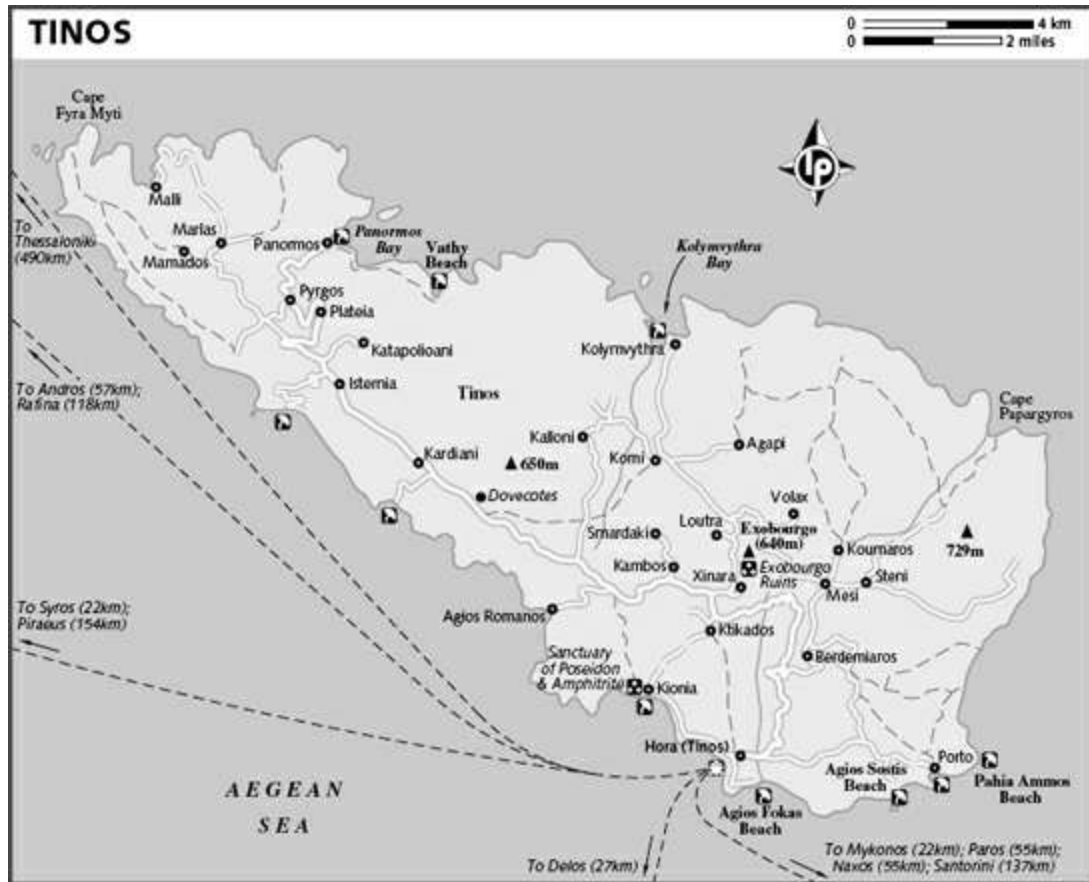 TINOS
0 4 km
0 2 miles
Cape
Fyra Myti
lp
Malli
To
Thessaloniki
(490km)
Marlas
Mamados
Panormos
Panormos
Bay
Vathy
Beach
Kolymvythra
Bay
Pyrgos
Plateia
Katapolioani
Kolymvythra
To Andros (57km);
Rafina (118km)
Isternia
Tinos
Cape
Papargyros
Kalloni
Agapi
Kardiani
650m
Komi
Dovecotes
Volax
Smardaki
Loutra
Exobourgo
(640m)
Koumaros
729m
Kambos
Xinara
Exobourgo
Ruins
Steni
Mesi
To Syros (22km);
Piraeus (154km)
Agios Romanos
Ktikados
Sanctuary
of Poseidon
& Amphitrite
Berdemiaros
Kionia
Hora (Tinos)
Porto
AEGEAN
SEA
Agios Sostis
Beach
Pahia Ammos
Beach
Agios Fokas
Beach
To Delos (27km)
To Mykonos (22km); Paros (55km);
Naxos (55km); Santorini (137km)